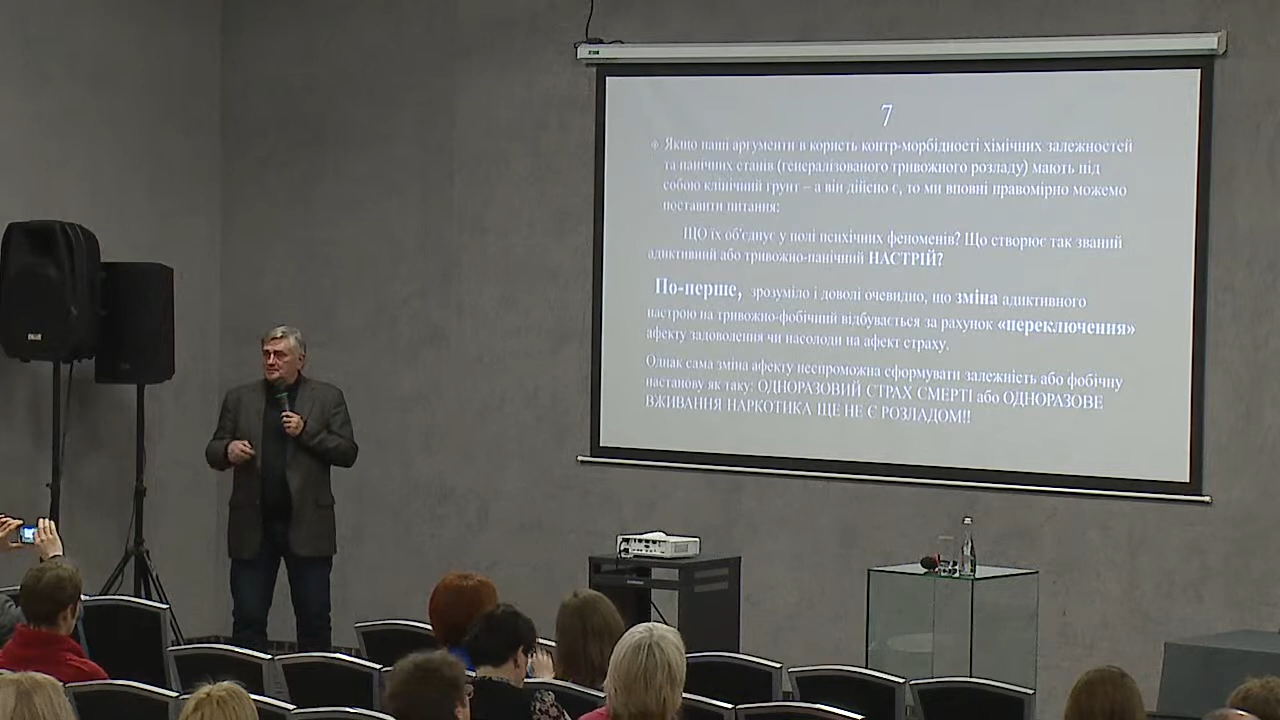 7
Якщо наші аргументи в користь контр-морбідності хімічних залежностей
та панічних станів (генералізованого тривожного розладу) мають під
собою клінічний грунт – а він дійсно є, то ми вповні правомірно можемо
поставити питання:
ЩО їх об'єднує у полі психічних феноменів? Що створює так званий
адиктивний або тривожно-панічний НАСТРІЙ?
По-перше, зрозуміло і доволі очевидно, що зміна адиктивного
настрою на тривожно-фобічний відбувається за рахунок «переключення»
афекту задоволення чи насолоди на афект страху.
Однак сама зміна афекту неспроможна сформувати залежність або фобічну
настанову як таку: ОДНОРАЗОВИЙ СТРАХ СМЕРТІ або ОДНОРАЗОВЕ
ВЖИВАННЯ НАРКОТИКА ЩЕ НЕ Є РОЗЛАДОМ!!